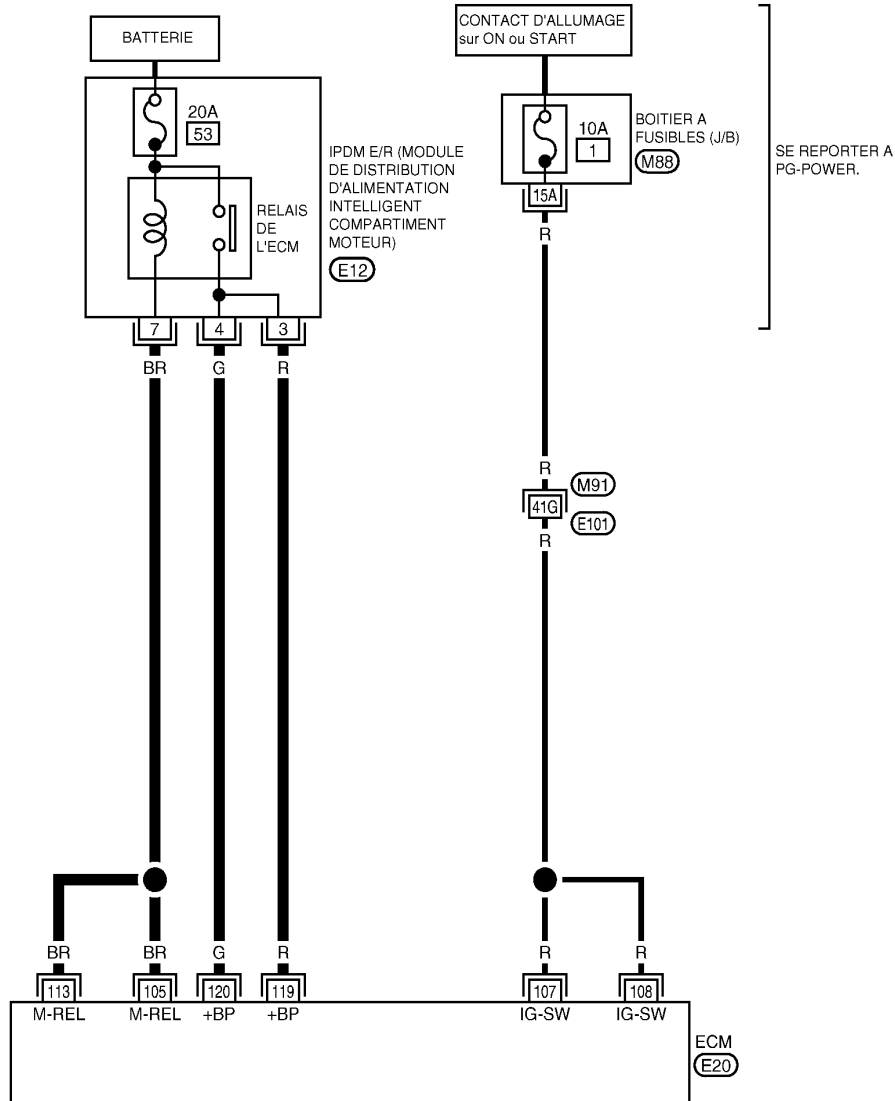 BATTERIE
CONTACT D'ALLUMAGE
sur ON ou START
20A
53
10A
1
BOITIER A
FUSIBLES (J/B)
M88
SE REPORTER A
PG-POWER.
IPDM E/R (MODULE
DE DISTRIBUTION
D'ALIMENTATION
INTELLIGENT
COMPARTIMENT
MOTEUR)
E12
RELAIS
DE
L'ECM
15A
R
7
4
3
BR
G
R
R
M91
41G
E101
R
BR
BR
G
R
R
R
113
105
120
119
107
108
M-REL
M-REL
+BP
+BP
IG-SW
IG-SW
ECM
E20